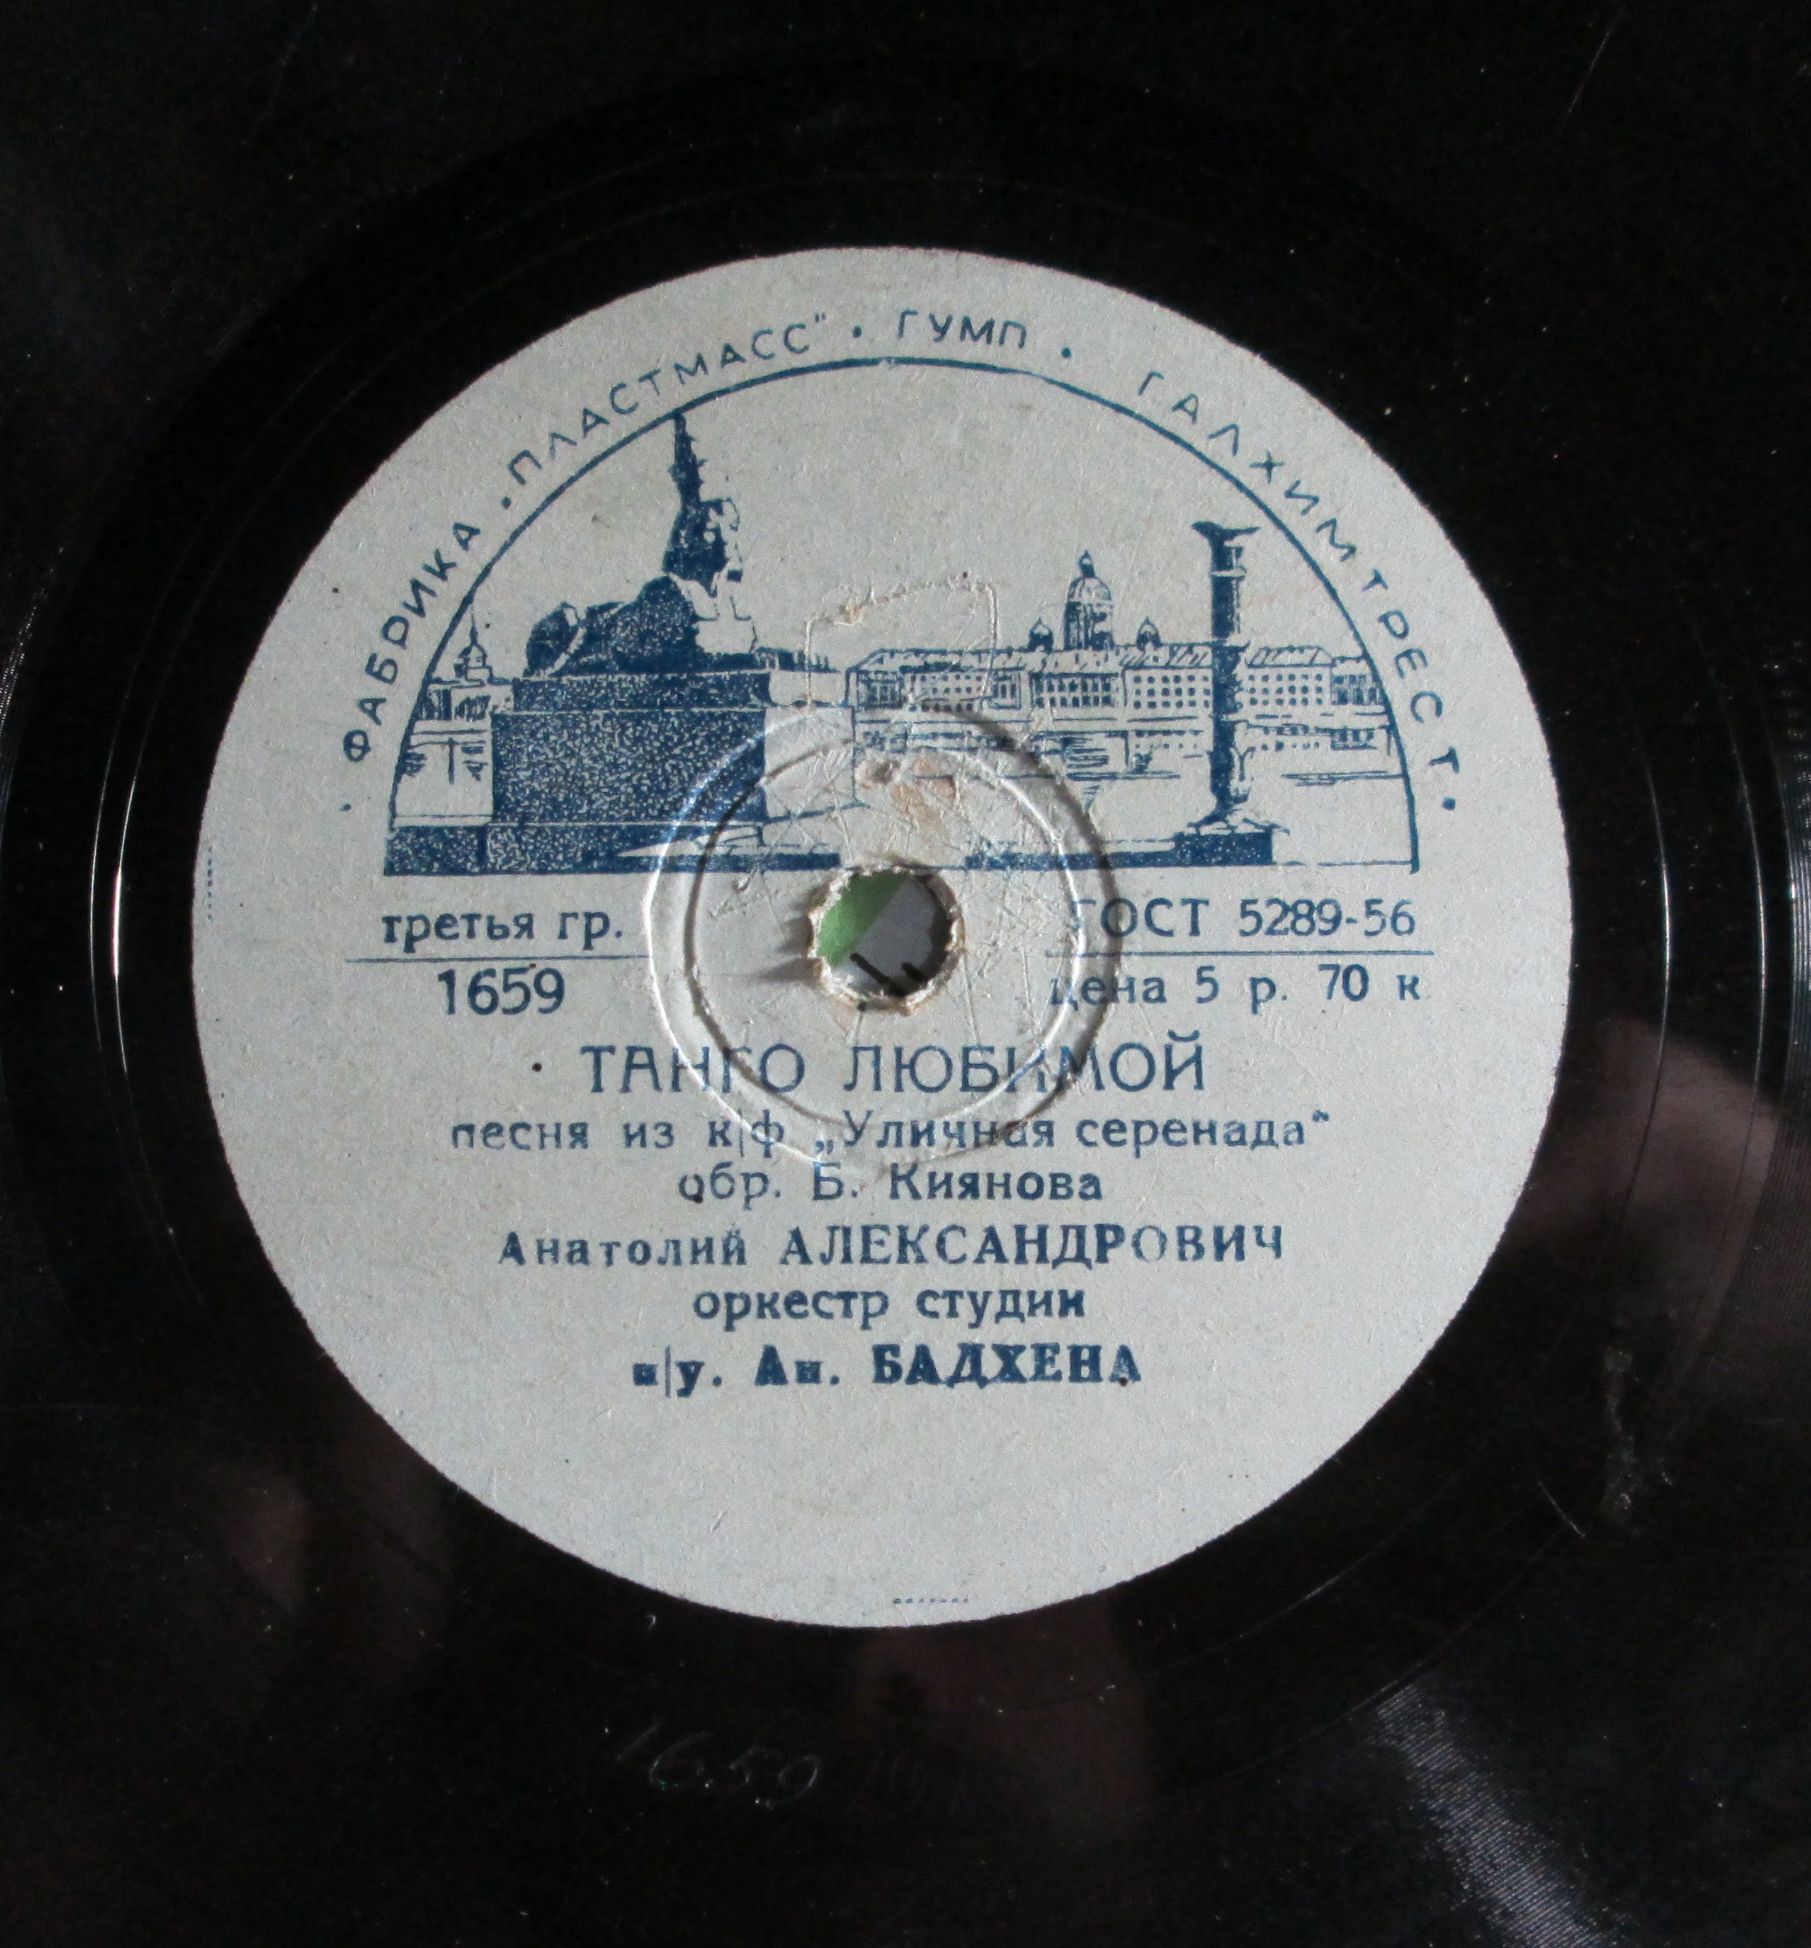 ФАБРИКА „ПЛАСТМАСС" · ГУМП · ГАЛХИМТРЕСТ ·
третья гр.
ГОСТ 5289-56
1659
цена 5 р. 70 к
ТАНГО ЛЮБИМОЙ
песня из к/ф „Уличная серенада"
обр. Б. Киянова
Анатолий АЛЕКСАНДРОВИЧ
оркестр студии
п/у. Ан. БАДХЕНА
1659